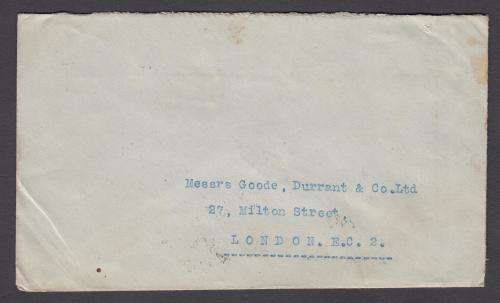 Messrs Goode, Durrant & Co.Ltd
27, Milton Street
LONDON. E.C. 2.